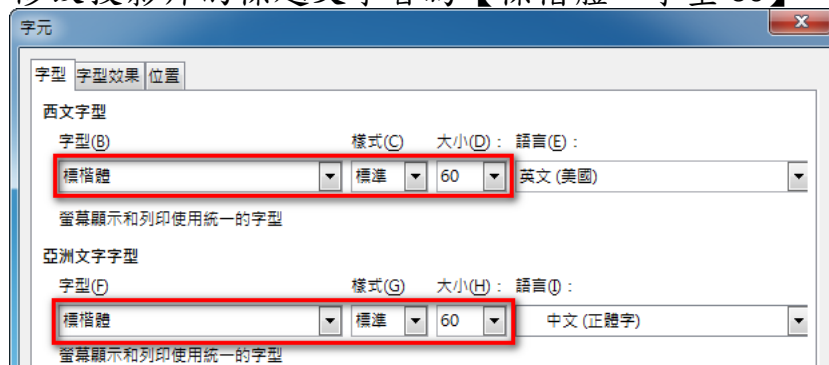 字元
字型 字型效果 位置
西文字型
字型(B) 樣式(C) 大小(D)： 語言(E)：
標楷體 標準 60 英文 (美國)
螢幕顯示和列印使用統一的字型
亞洲文字字型
字型(F) 樣式(G) 大小(H)： 語言(I)：
標楷體 標準 60 中文 (正體字)
螢幕顯示和列印使用統一的字型